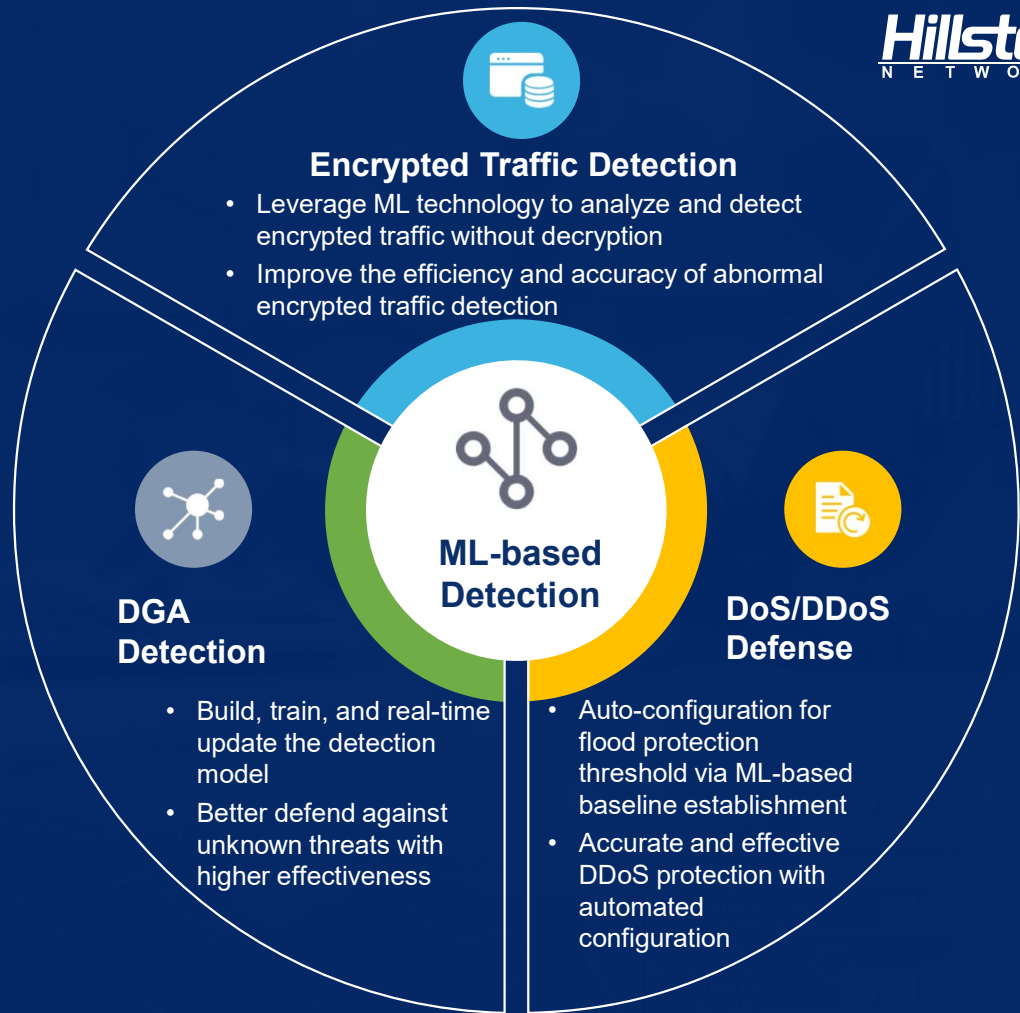 Encrypted Traffic Detection
• Leverage ML technology to analyze and detect
encrypted traffic without decryption
• Improve the efficiency and accuracy of abnormal
encrypted traffic detection
ML-based
Detection
DGA
Detection
• Build, train, and real-time
update the detection
model
• Better defend against
unknown threats with
higher effectiveness
DoS/DDoS
Defense
• Auto-configuration for
flood protection
threshold via ML-based
baseline establishment
• Accurate and effective
DDoS protection with
automated
configuration